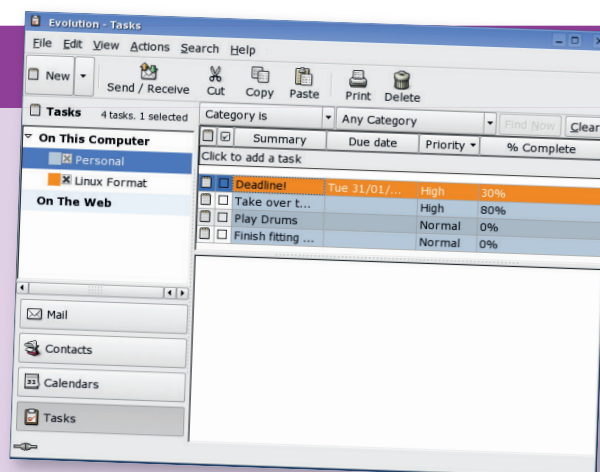 Evolution - Tasks
File Edit View Actions Search Help
New Send / Receive Cut Copy Paste Print Delete
Tasks 4 tasks. 1 selected
Category is Any Category Find Now Clear
On This Computer
Personal
Linux Format
On The Web
Summary Due date Priority % Complete
Click to add a task
Deadline! Tue 31/01/... High 30%
Take over t... High 80%
Play Drums Normal 0%
Finish fitting ... Normal 0%
Mail
Contacts
31 Calendars
Tasks